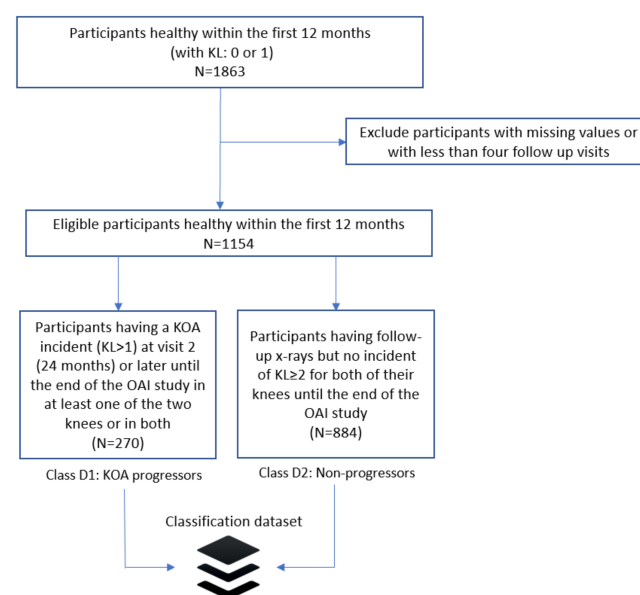 Participants healthy within the first 12 months
(with KL: 0 or 1)
N=1863
Exclude participants with missing values or
with less than four follow up visits
Eligible participants healthy within the first 12 months
N=1154
Participants having a KOA
incident (KL>1) at visit 2
(24 months) or later until
the end of the OAI study in
at least one of the two
knees or in both
(N=270)
Participants having follow-
up x-rays but no incident
of KL≥2 for both of their
knees until the end of the
OAI study
(N=884)
Class D1: KOA progressors
Class D2: Non-progressors
Classification dataset